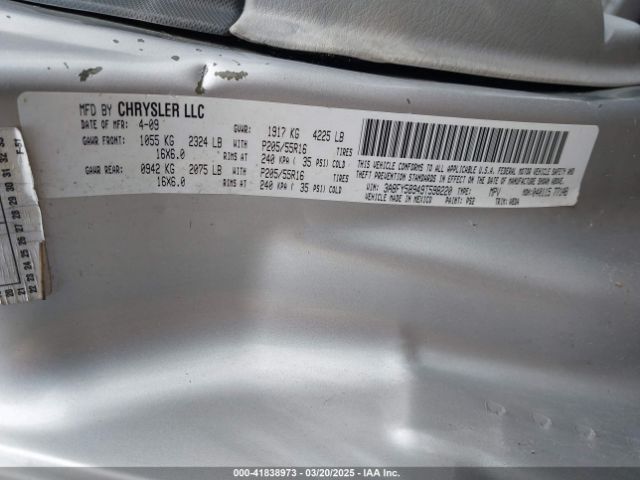 MFD BY CHRYSLER LLC
DATE OF MFR: 4-09 GVWR: 1917 KG 4225 LB
GAWR FRONT: 1055 KG 2324 LB WITH P205/55R16 TIRES
16X6.0 RIMS AT 240 KPA ( 35 PSI) COLD
GAWR REAR: 0942 KG 2075 LB WITH P205/55R16 TIRES
16X6.0 RIMS AT 240 KPA ( 35 PSI) COLD
THIS VEHICLE CONFORMS TO ALL APPLICABLE U.S.A. FEDERAL MOTOR VEHICLE SAFETY AND
THEFT PREVENTION STANDARDS IN EFFECT ON THE DATE OF MANUFACTURE SHOWN ABOVE.
VIN: TYPE: MPV MDH:
VEHICLE MADE IN MEXICO PAINT: PS2 TRIM:
000-41838973 - 03/20/2025 - IAA Inc.